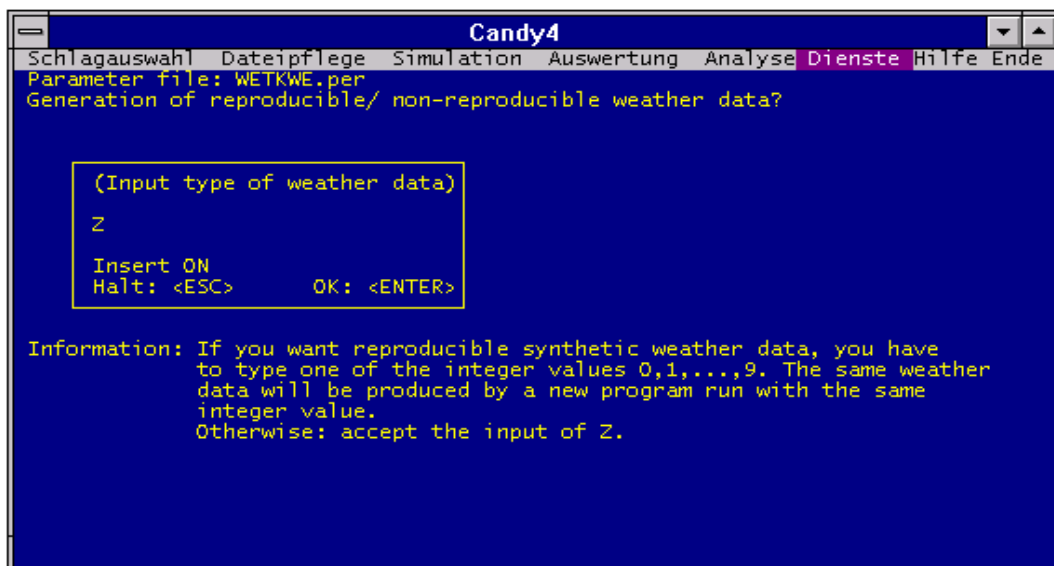 Candy4
Schlagauswahl Dateipflege Simulation Auswertung Analyse Dienste Hilfe Ende
Parameter file: WETKWE.per
Generation of reproducible/ non-reproducible weather data?
(Input type of weather data)
Z
Insert ON
Halt: <ESC> OK: <ENTER>
Information: If you want reproducible synthetic weather data, you have
to type one of the integer values 0,1,...,9. The same weather
data will be produced by a new program run with the same
integer value.
Otherwise: accept the input of Z.